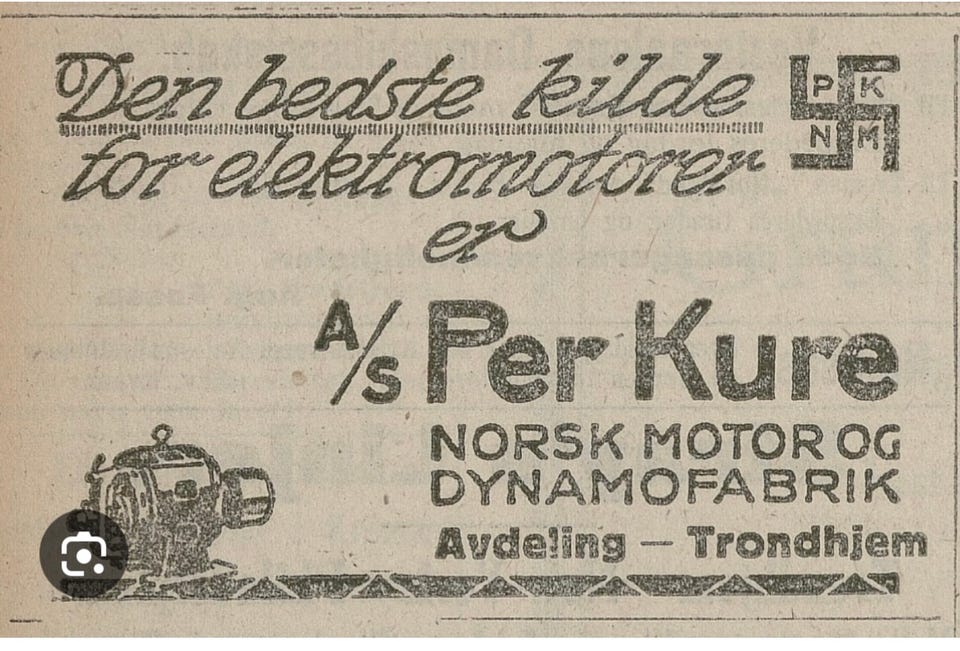 Den bedste kilde
for elektromotorer
er
P K
N M
A/S Per Kure
NORSK MOTOR OG
DYNAMOFABRIK
Avdeling — Trondhjem